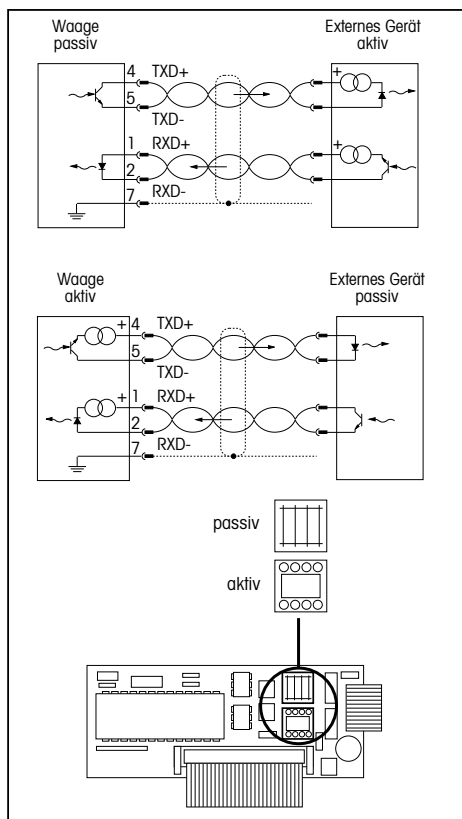 Waage
passiv
Externes Gerät
aktiv
4 TXD+
5
TXD-
1 RXD+
2
7 RXD-
+
+
Waage
aktiv
Externes Gerät
passiv
+ 4 TXD+
5
TXD-
+ 1 RXD+
2
7 RXD-
passiv
aktiv